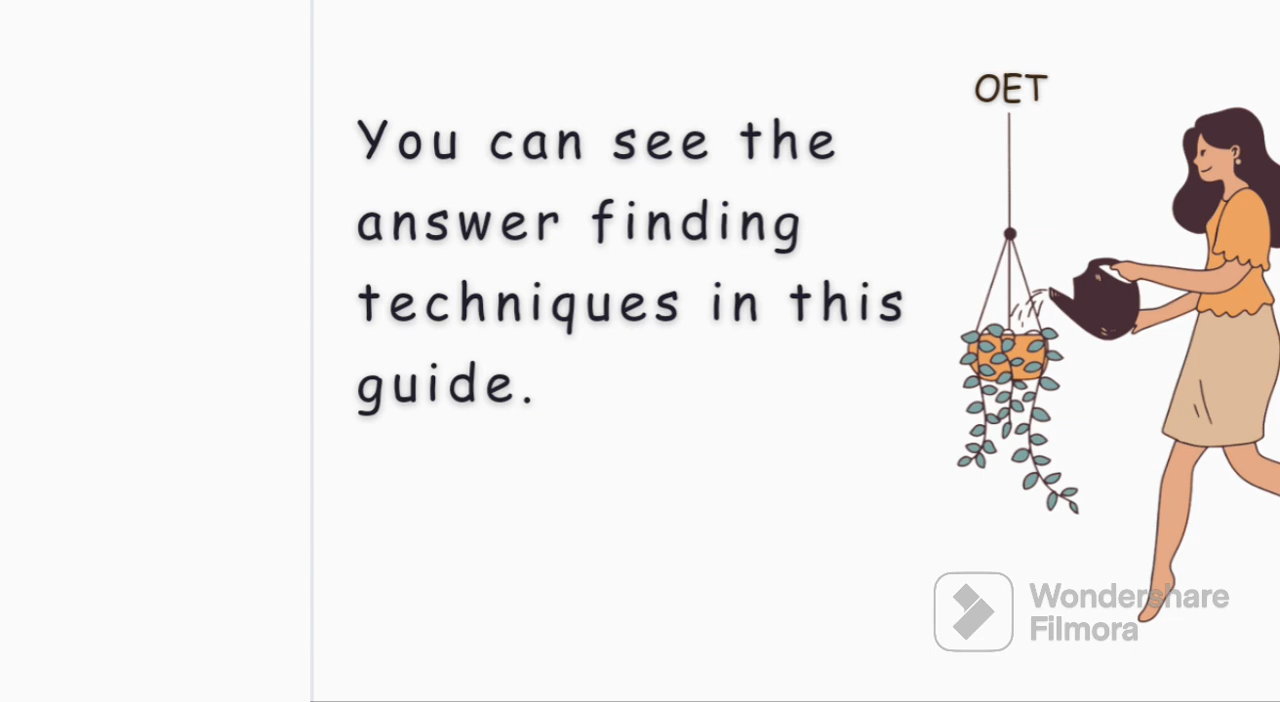 OET
You can see the
answer finding
techniques in this
guide.
Wondershare
Filmora